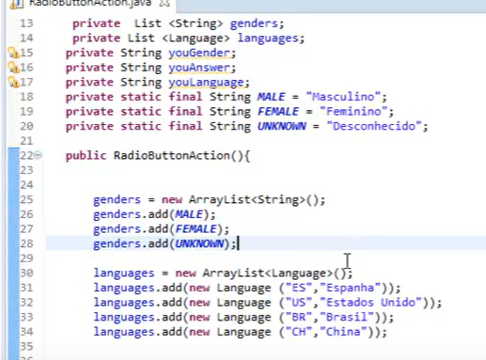 RadioButtonAction.java
13 private List <String> genders;
14 private List <Language> languages;
15 private String youGender;
16 private String youAnswer;
17 private String youLanguage;
18 private static final String MALE = "Masculino";
19 private static final String FEMALE = "Feminino";
20 private static final String UNKNOWN = "Desconhecido";
21
22 public RadioButtonAction(){
23
24
25 genders = new ArrayList<String>();
26 genders.add(MALE);
27 genders.add(FEMALE);
28 genders.add(UNKNOWN);
29
30 languages = new ArrayList<Language>();
31 languages.add(new Language ("ES","Espanha"));
32 languages.add(new Language ("US","Estados Unido"));
33 languages.add(new Language ("BR","Brasil"));
34 languages.add(new Language ("CH","China"));
35